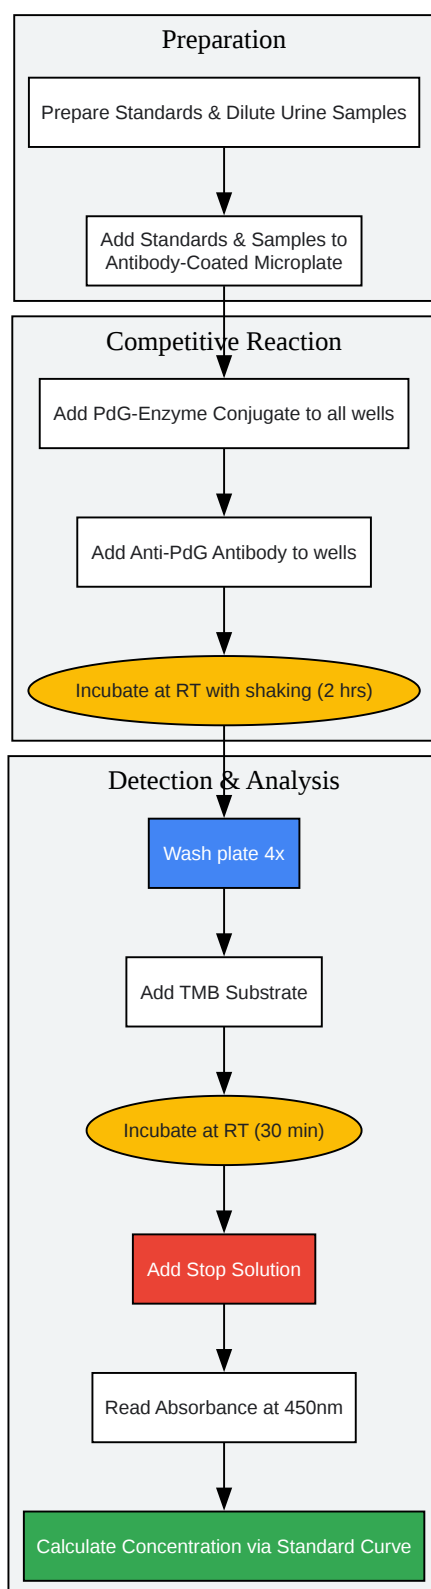 Preparation
Prepare Standards & Dilute Urine Samples
Add Standards & Samples to
Antibody-Coated Microplate
Competitive Reaction
Add PdG-Enzyme Conjugate to all wells
Add Anti-PdG Antibody to wells
Incubate at RT with shaking (2 hrs)
Detection & Analysis
Wash plate 4x
Add TMB Substrate
Incubate at RT (30 min)
Add Stop Solution
Read Absorbance at 450nm
Calculate Concentration via Standard Curve